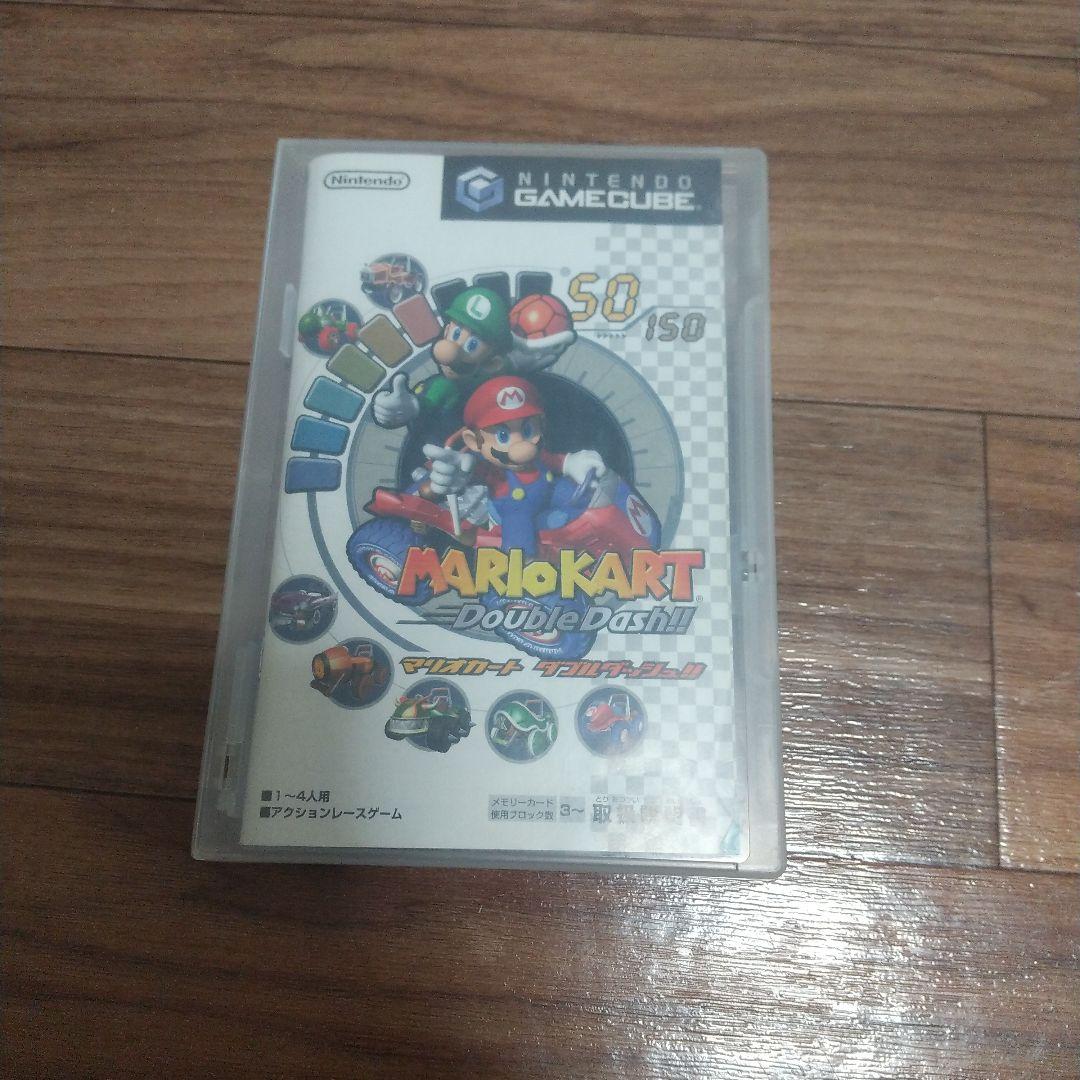 Nintendo
NINTENDO
GAMECUBE
50
150
L
M
M
MARIOKART
Double Dash!!
マリオカート ダブルダッシュ!!
■1〜4人用
■アクションレースゲーム
メモリーカード
使用ブロック数
3〜
取扱説明書